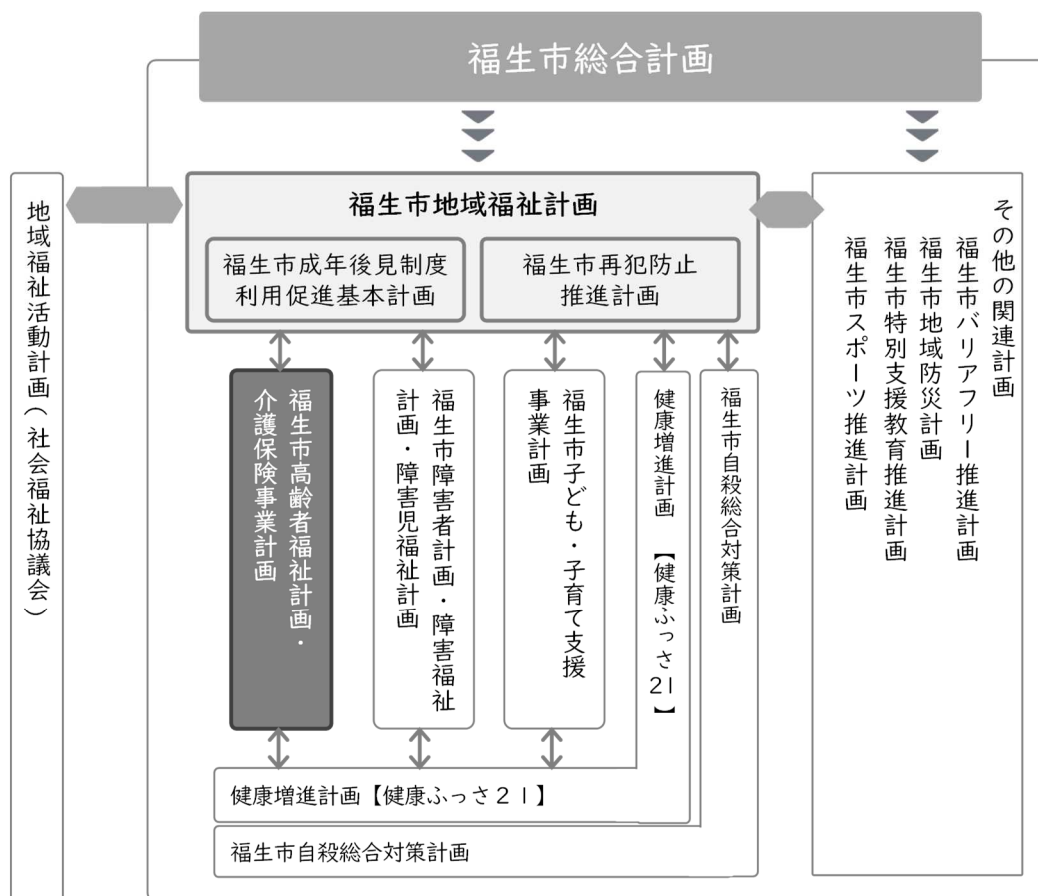 福生市総合計画
地域福祉活動計画(社会福祉協議会)
福生市地域福祉計画
福生市成年後見制度
利用促進基本計画
福生市再犯防止
推進計画
福生市高齢者福祉計画・
介護保険事業計画
福生市障害者計画・障害福祉
計画・障害児福祉計画
福生市子ども・子育て支援
事業計画
健康増進計画 【健康ふっさ21】
福生市自殺総合対策計画
健康増進計画【健康ふっさ21】
福生市自殺総合対策計画
その他の関連計画
福生市バリアフリー推進計画
福生市地域防災計画
福生市特別支援教育推進計画
福生市スポーツ推進計画